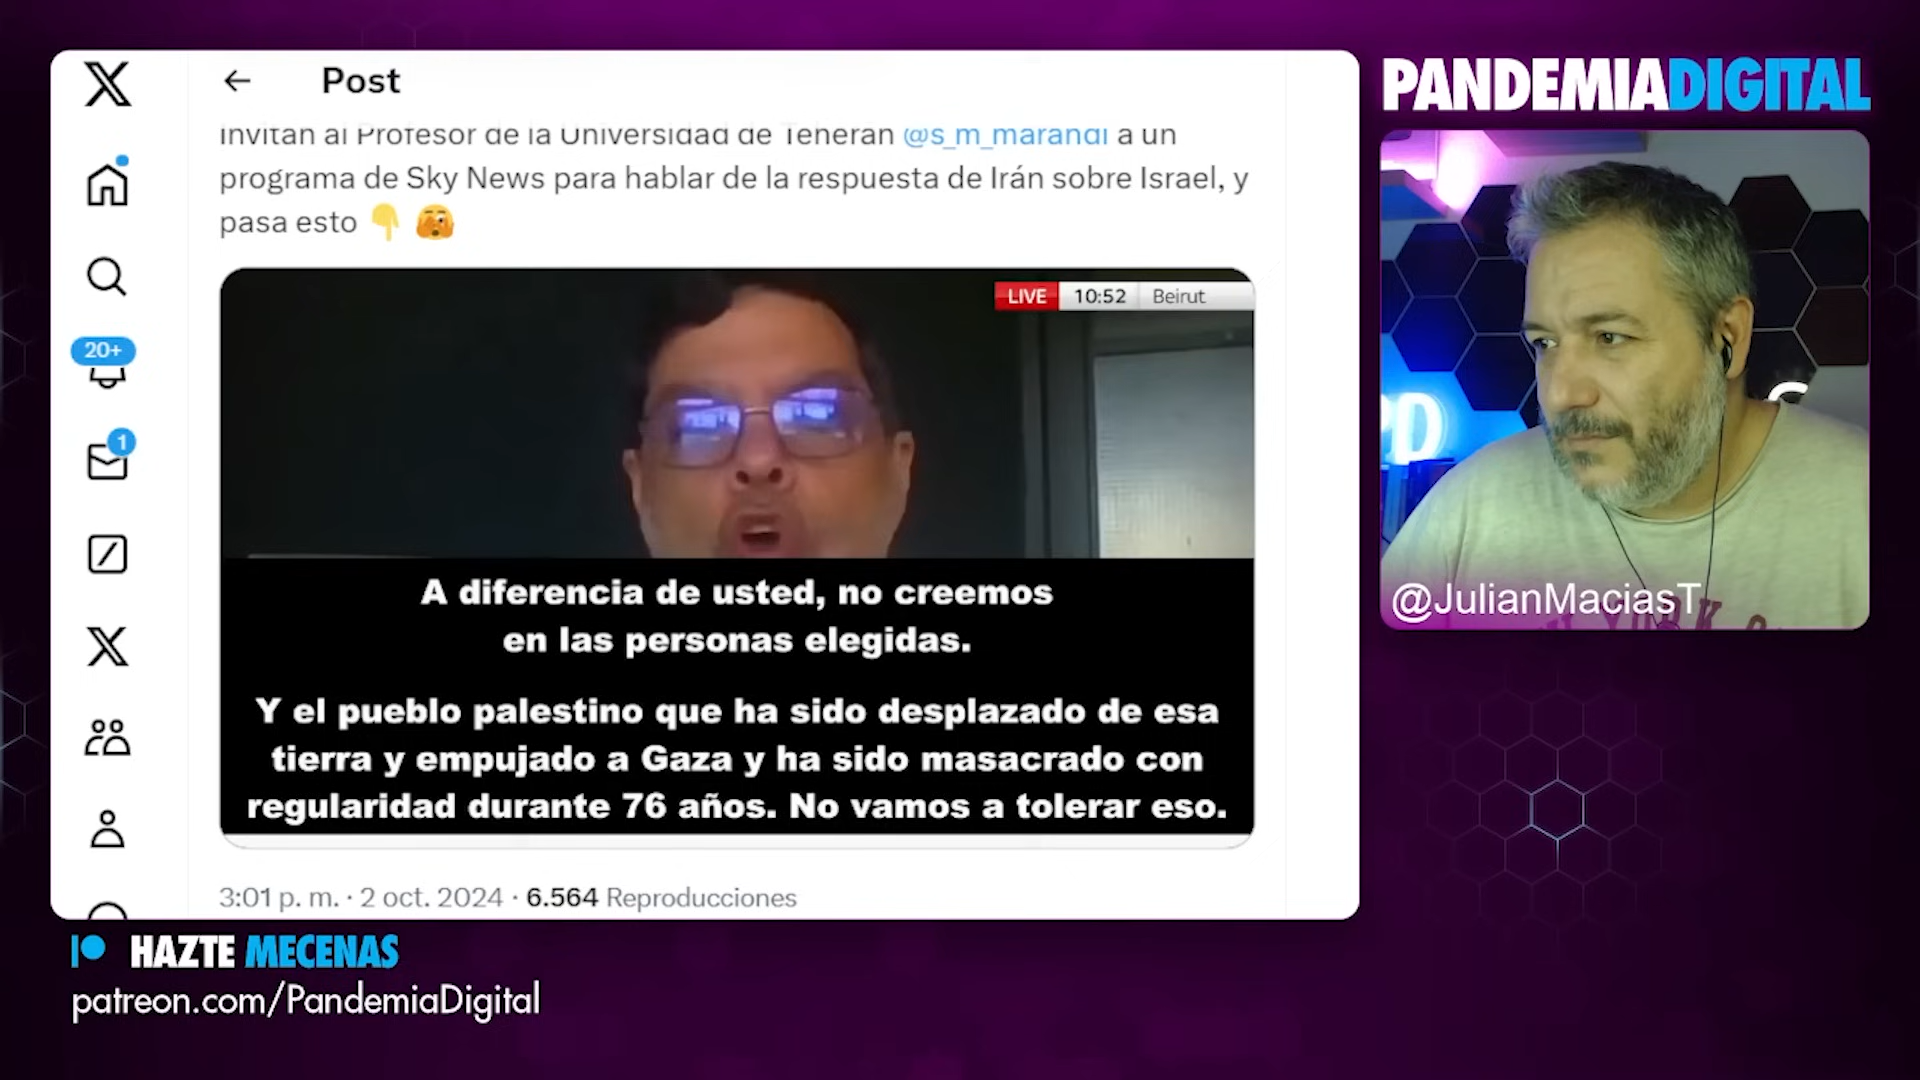 Post
Invitan al Profesor de la Universidad de Teherán @s_m_marandi a un
programa de Sky News para hablar de la respuesta de Irán sobre Israel, y
pasa esto
20+
1
LIVE 10:52 Beirut
A diferencia de usted, no creemos
en las personas elegidas.
Y el pueblo palestino que ha sido desplazado de esa
tierra y empujado a Gaza y ha sido masacrado con
regularidad durante 76 años. No vamos a tolerar eso.
3:01 p. m. · 2 oct. 2024 · 6.564 Reproducciones
PANDEMIADIGITAL
PD
@JulianMaciasT
HAZTE MECENAS
patreon.com/PandemiaDigital